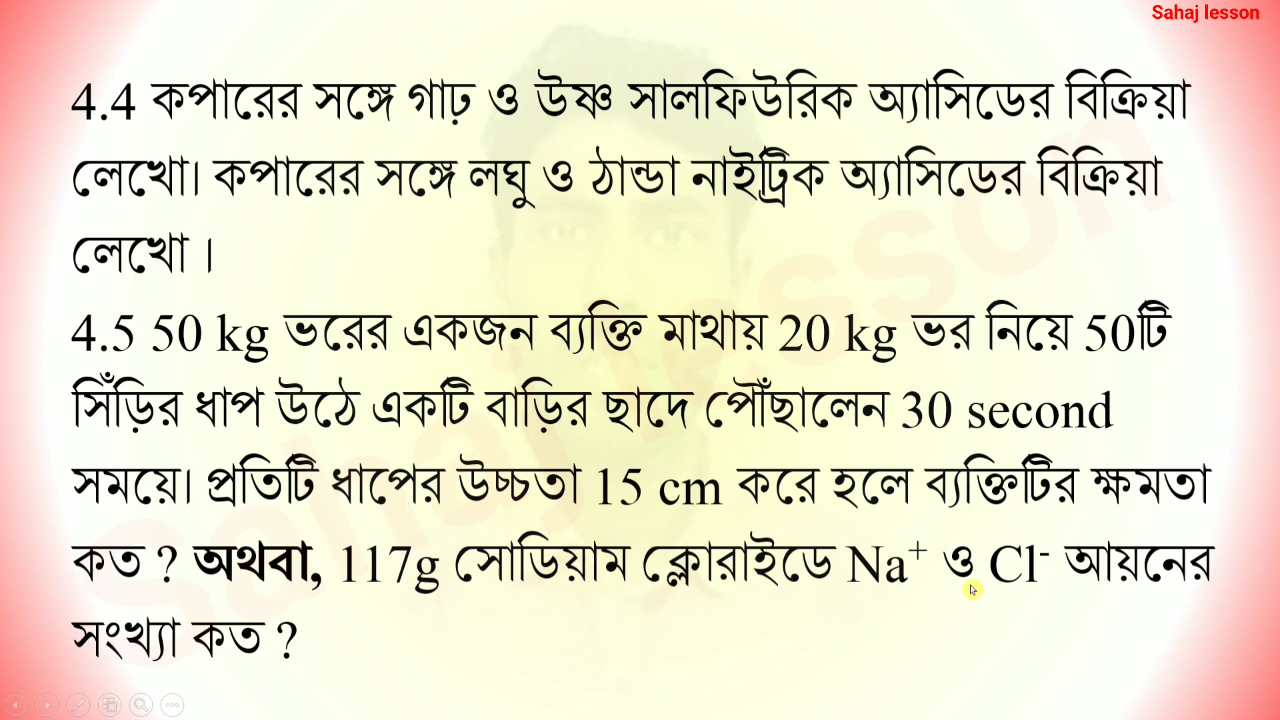 Sahaj lesson
4.4 কপারের সঙ্গে গাঢ় ও উষ্ণ সালফিউরিক অ্যাসিডের বিক্রিয়া
লেখো। কপারের সঙ্গে লঘু ও ঠান্ডা নাইট্রিক অ্যাসিডের বিক্রিয়া
লেখো ।
4.5 50 kg ভরের একজন ব্যক্তি মাথায় 20 kg ভর নিয়ে 50টি
সিঁড়ির ধাপ উঠে একটি বাড়ির ছাদে পৌঁছালেন 30 second
সময়ে। প্রতিটি ধাপের উচ্চতা 15 cm করে হলে ব্যক্তিটির ক্ষমতা
কত ? অথবা, 117g সোডিয়াম ক্লোরাইডে Na⁺ ও Cl⁻ আয়নের
সংখ্যা কত ?
Sahaj lesson